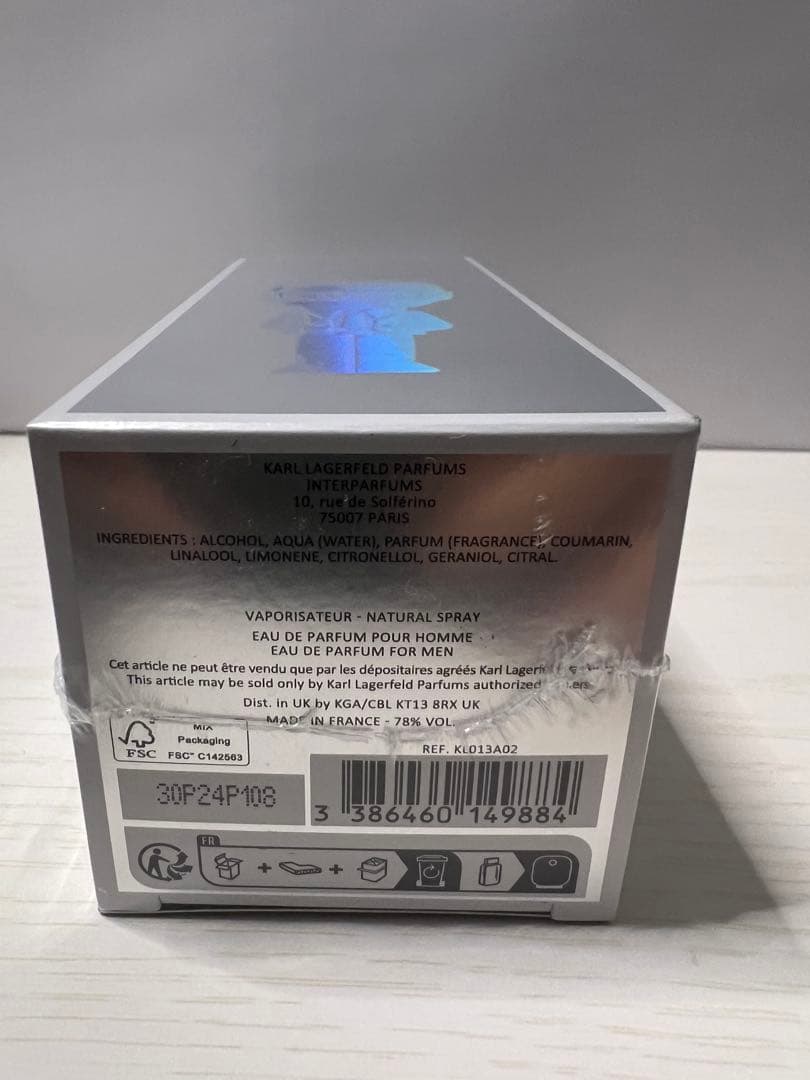 KARL LAGERFELD PARFUMS
INTERPARFUMS
10, rue de Solférino
75007 PARIS
INGREDIENTS : ALCOHOL, AQUA (WATER), PARFUM (FRAGRANCE), COUMARIN,
LINALOOL, LIMONENE, CITRONELLOL, GERANIOL, CITRAL.
VAPORISATEUR - NATURAL SPRAY
EAU DE PARFUM POUR HOMME
EAU DE PARFUM FOR MEN
Cet article ne peut être vendu que par les dépositaires agréés Karl
This article may be sold only by Karl Lagerfeld Parfums authorized
Dist. in UK by KGA/CBL KT13 8RX UK
MADE IN FRANCE - 78% VOL.
MIX
Packaging
FSC FSC™ C142563
REF. KL013A02
30P24P108
3 386460 149884
FR